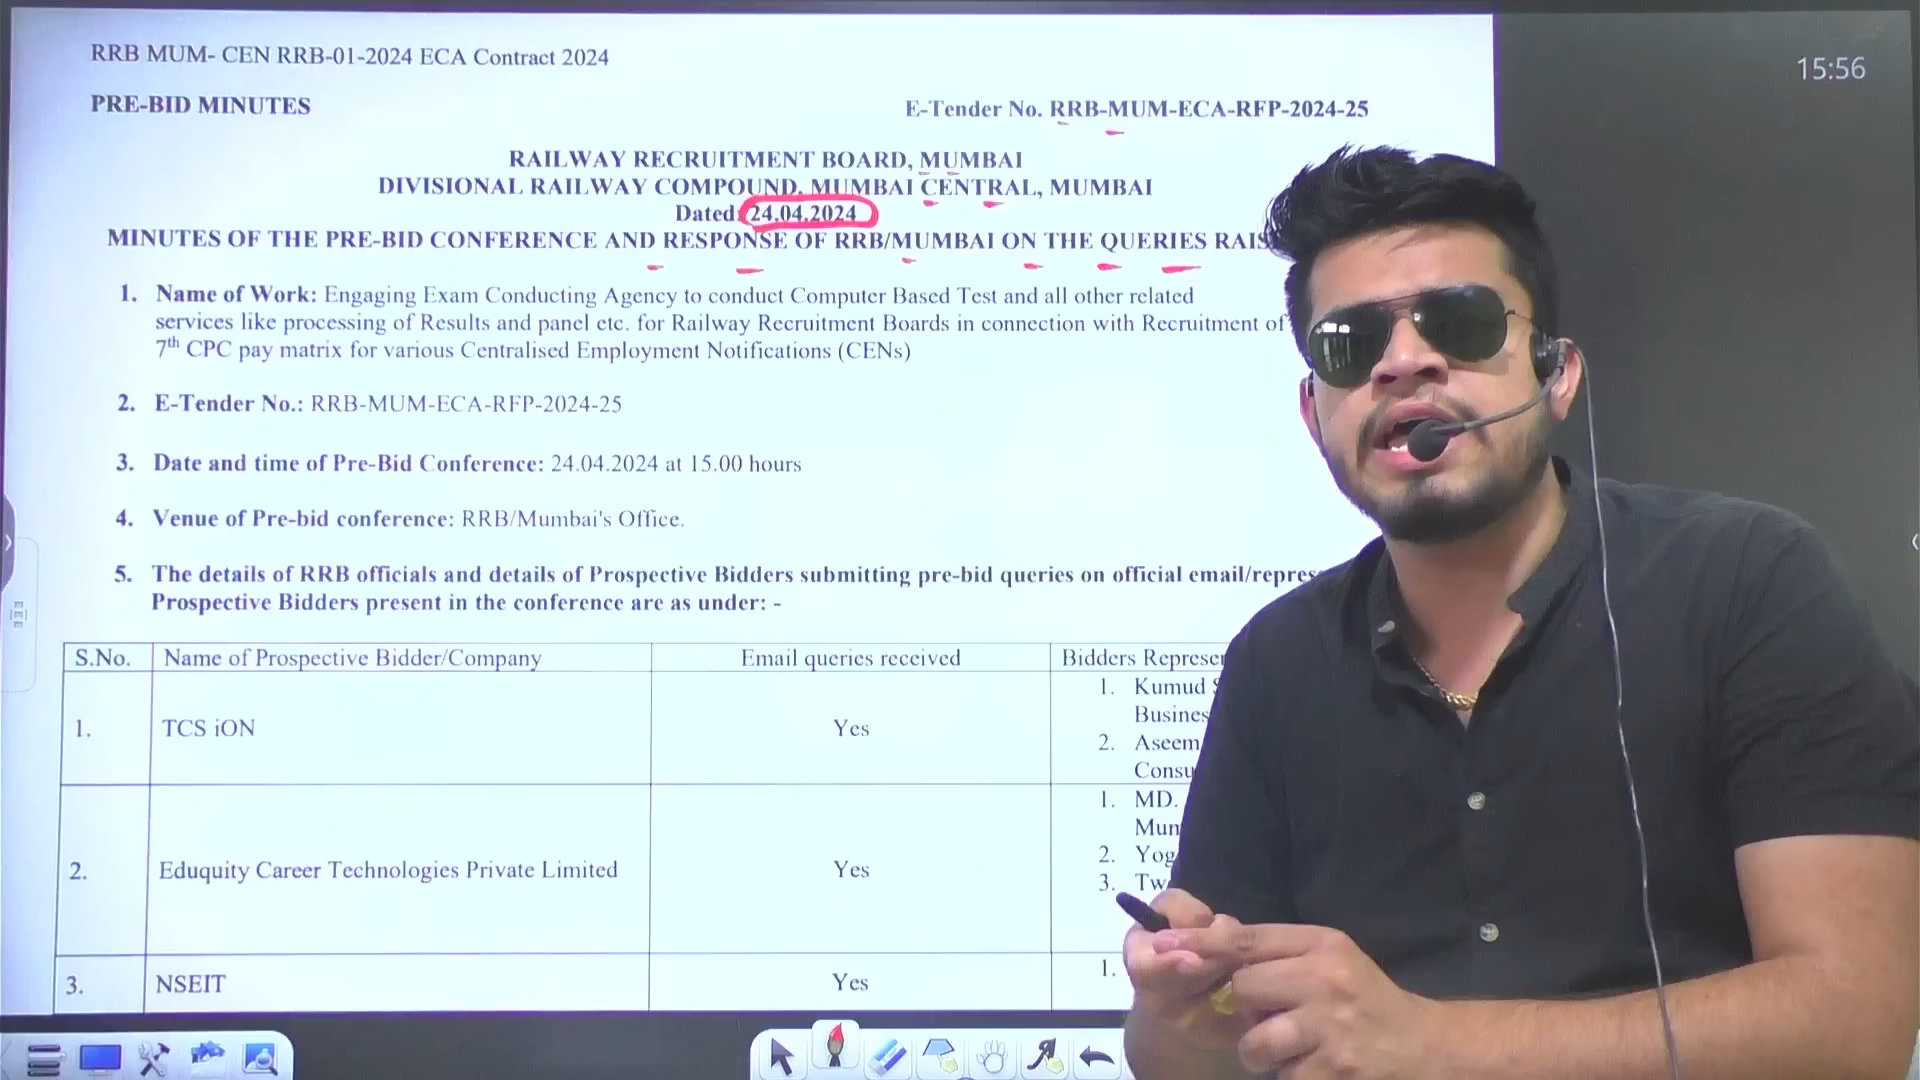 RRB MUM- CEN RRB-01-2024 ECA Contract 2024
15:56
PRE-BID MINUTES
E-Tender No. RRB-MUM-ECA-RFP-2024-25
RAILWAY RECRUITMENT BOARD, MUMBAI
DIVISIONAL RAILWAY COMPOUND, MUMBAI CENTRAL, MUMBAI
Dated: 24.04.2024
MINUTES OF THE PRE-BID CONFERENCE AND RESPONSE OF RRB/MUMBAI ON THE QUERIES
1. Name of Work: Engaging Exam Conducting Agency to conduct Computer Based Test and all other related
services like processing of Results and panel etc. for Railway Recruitment Boards in connection with Recruitment of
7th CPC pay matrix for various Centralised Employment Notifications (CENs)
2. E-Tender No.: RRB-MUM-ECA-RFP-2024-25
3. Date and time of Pre-Bid Conference: 24.04.2024 at 15.00 hours
4. Venue of Pre-bid conference: RRB/Mumbai's Office.
5. The details of RRB officials and details of Prospective Bidders submitting pre-bid queries on official
Prospective Bidders present in the conference are as under: -
S.No. Name of Prospective Bidder/Company Email queries received Bidders
1. TCS iON Yes
1. Kumud
2. Aseem
2. Eduquity Career Technologies Private Limited Yes
1. MD.
2.
3.
3. NSEIT Yes
1.